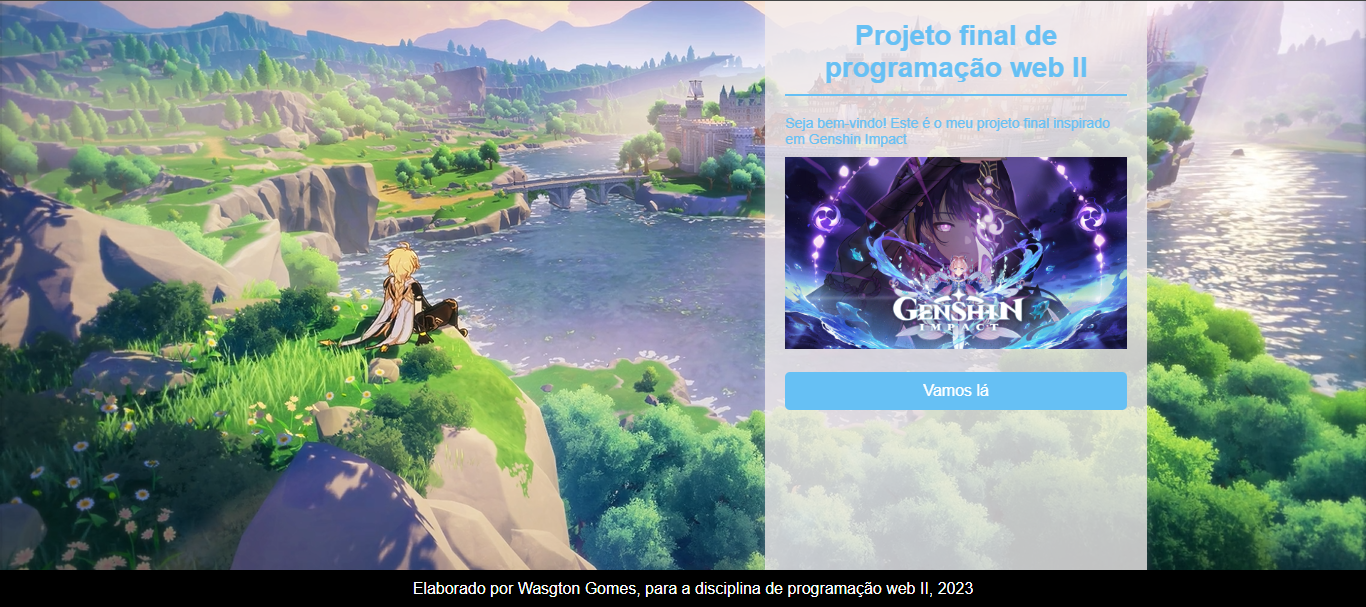 Projeto final de
programação web II
Seja bem-vindo! Este é o meu projeto final inspirado
em Genshin Impact
GENSHIN
IMPACT
Vamos lá
Elaborado por Wasgton Gomes, para a disciplina de programação web II, 2023